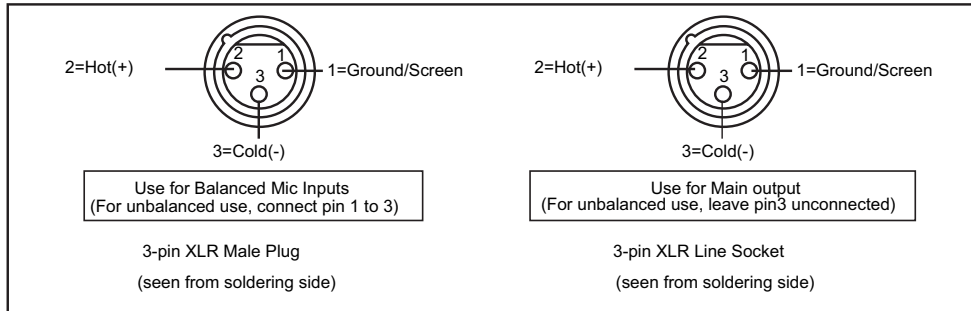 2 1
3
2=Hot(+)
1=Ground/Screen
3=Cold(-)
Use for Balanced Mic Inputs
(For unbalanced use, connect pin 1 to 3)
3-pin XLR Male Plug
(seen from soldering side)
2 1
3
2=Hot(+)
1=Ground/Screen
3=Cold(-)
Use for Main output
(For unbalanced use, leave pin3 unconnected)
3-pin XLR Line Socket
(seen from soldering side)